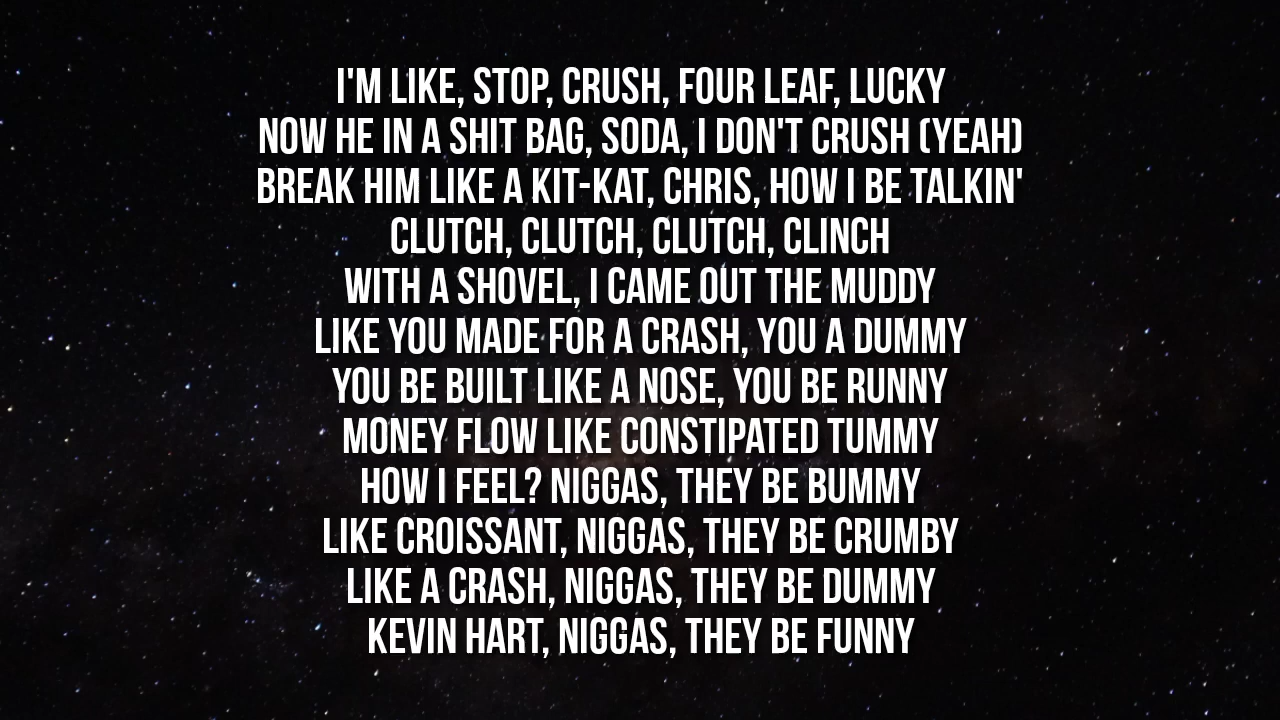 I'M LIKE, STOP, CRUSH, FOUR LEAF, LUCKY
NOW HE IN A SHIT BAG, SODA, I DON'T CRUSH (YEAH)
BREAK HIM LIKE A KIT-KAT, CHRIS, HOW I BE TALKIN'
CLUTCH, CLUTCH, CLUTCH, CLINCH
WITH A SHOVEL, I CAME OUT THE MUDDY
LIKE YOU MADE FOR A CRASH, YOU A DUMMY
YOU BE BUILT LIKE A NOSE, YOU BE RUNNY
MONEY FLOW LIKE CONSTIPATED TUMMY
HOW I FEEL? NIGGAS, THEY BE BUMMY
LIKE CROISSANT, NIGGAS, THEY BE CRUMBY
LIKE A CRASH, NIGGAS, THEY BE DUMMY
KEVIN HART, NIGGAS, THEY BE FUNNY